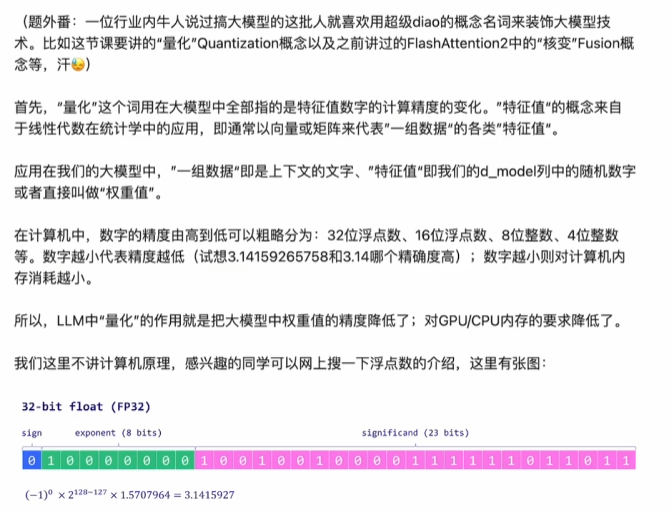 （题外番：一位行业内牛人说过搞大模型的这批人就喜欢用超级diao的概念名词来装饰大模型技
术。比如这节课要讲的“量化”Quantization概念以及之前讲过的FlashAttention2中的“核变”Fusion概
念等，汗😓）
首先，“量化”这个词用在大模型中全部指的是特征值数字的计算精度的变化。”特征值“的概念来自
于线性代数在统计学中的应用，即通常以向量或矩阵来代表”一组数据“的各类”特征值“。
应用在我们的大模型中，”一组数据“即是上下文的文字、”特征值“即我们的d_model列中的随机数字
或者直接叫做“权重值”。
在计算机中，数字的精度由高到低可以粗略分为：32位浮点数、16位浮点数、8位整数、4位整数
等。数字越小代表精度越低（试想3.14159265758和3.14哪个精确度高）；数字越小则对计算机内
存消耗越小。
所以，LLM中“量化”的作用就是把大模型中权重值的精度降低了；对GPU/CPU内存的要求降低了。
我们这里不讲计算机原理，感兴趣的同学可以网上搜一下浮点数的介绍，这里有张图：
32-bit float (FP32)
sign exponent (8 bits) significand (23 bits)
0 1 0 0 0 0 0 0 0 1 0 0 1 0 0 1 0 0 0 0 1 1 1 1 1 1 0 1 1 0 1 1
(−1)⁰ × 2¹²⁸⁻¹²⁷ × 1.5707964 = 3.1415927